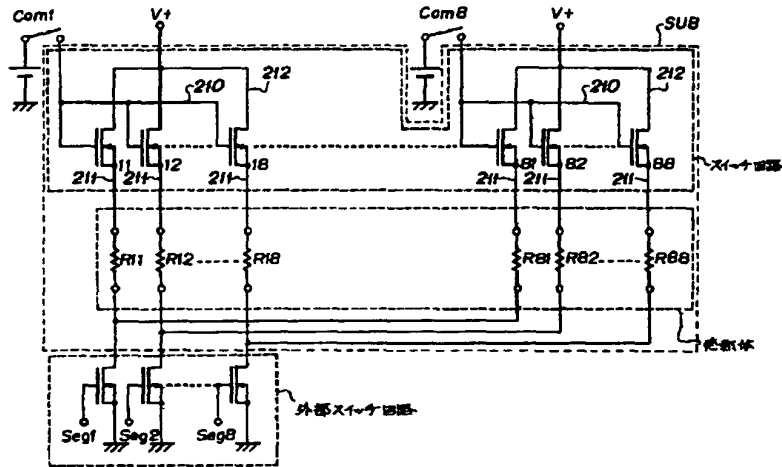 Com1
V+
Com8
V+
SUB
210
212
210
212
11
12
18
81
82
88
211
211
211
211
211
211
スイッチ回路
R11
R12
R18
R81
R82
R88
発熱体
外部スイッチ回路
Seg1
Seg2
Seg8